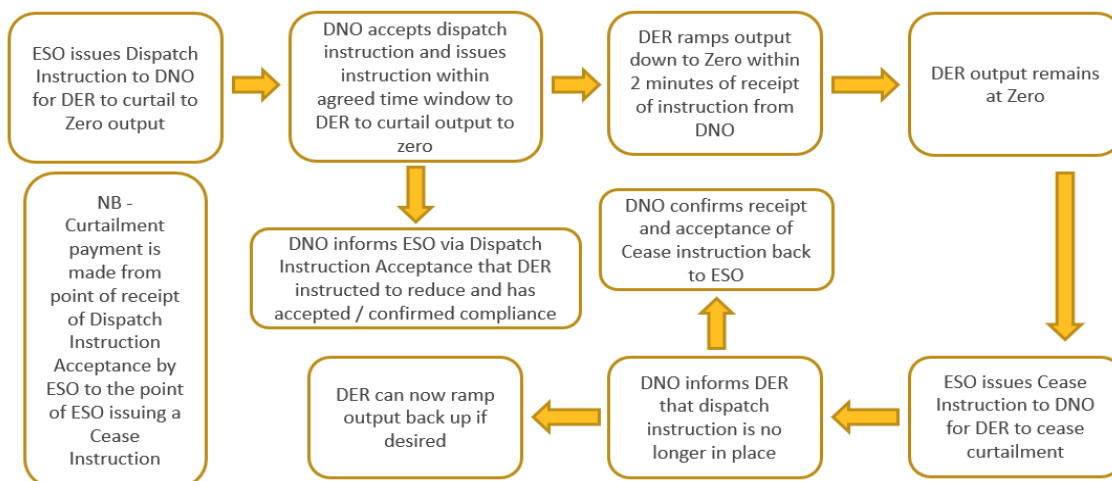 ESO issues Dispatch
Instruction to DNO
for DER to curtail to
Zero output
DNO accepts dispatch
instruction and issues
instruction within
agreed time window to
DER to curtail output to
zero
DER ramps output
down to Zero within
2 minutes of receipt
of instruction from
DNO
DER output remains
at Zero
NB -
Curtailment
payment is
made from
point of receipt
of Dispatch
Instruction
Acceptance by
ESO to the point
of ESO issuing a
Cease
Instruction
DNO informs ESO via Dispatch
Instruction Acceptance that DER
instructed to reduce and has
accepted / confirmed compliance
DNO confirms receipt
and acceptance of
Cease instruction back
to ESO
DER can now ramp
output back up if
desired
DNO informs DER
that dispatch
instruction is no
longer in place
ESO issues Cease
Instruction to DNO
for DER to cease
curtailment